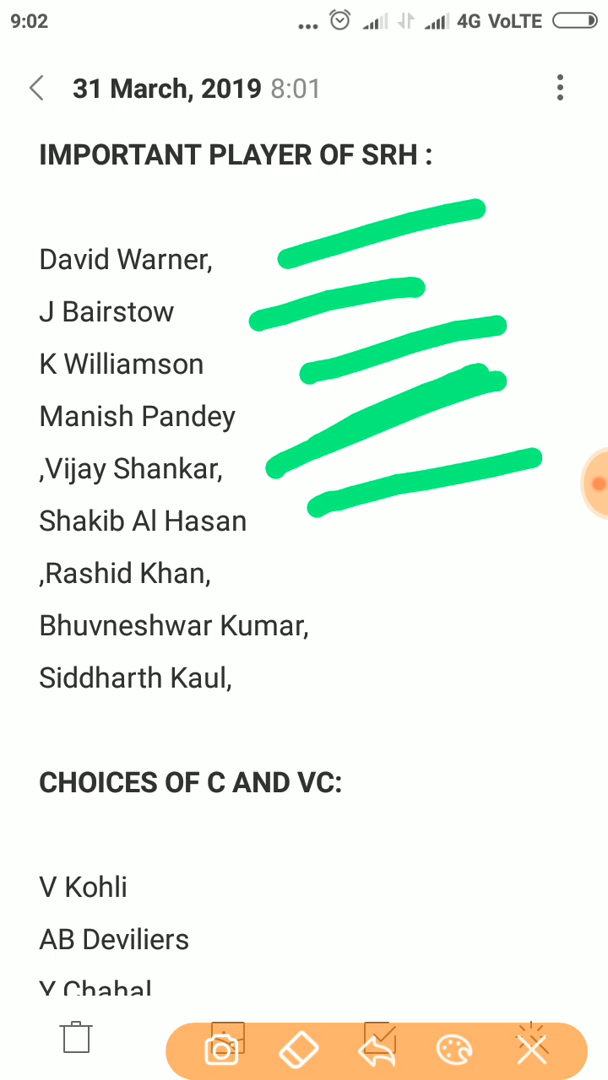 9:02 ... 4G VoLTE
31 March, 2019 8:01
IMPORTANT PLAYER OF SRH :
David Warner,
J Bairstow
K Williamson
Manish Pandey
,Vijay Shankar,
Shakib Al Hasan
,Rashid Khan,
Bhuvneshwar Kumar,
Siddharth Kaul,
CHOICES OF C AND VC:
V Kohli
AB Deviliers
Y Chahal